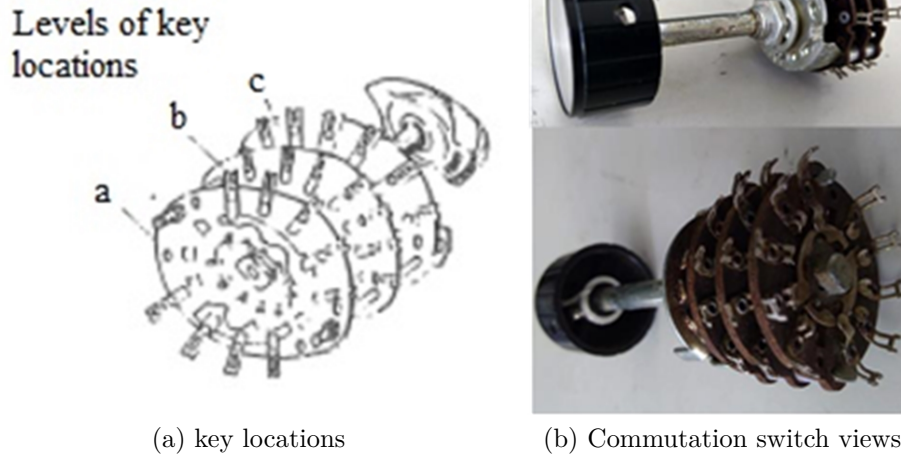 Levels of key
locations
c
b
a
(a) key locations
(b) Commutation switch views